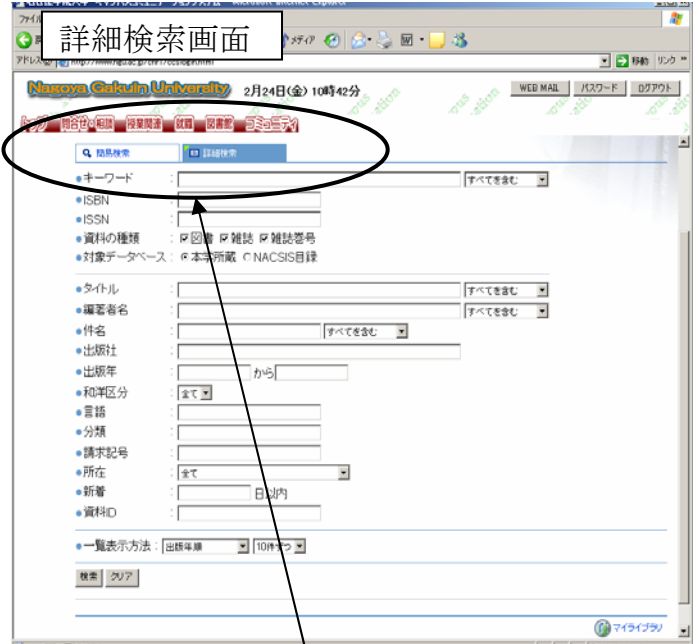 詳細検索画面
Microsoft Internet Explorer
メディア
移動 リンク
Nagoya Gakuin University 2月24日(金) 10時42分 WEB MAIL パスワード ログアウト
トップ 問合せ・相談 授業関連 就職 図書館 コミュニティ
簡易検索 詳細検索
キーワード : すべてを含む
ISBN :
ISSN :
資料の種類 : 図書 雑誌 雑誌巻号
対象データベース : 本学所蔵 NACSIS目録
タイトル : すべてを含む
編著者名 : すべてを含む
件名 : すべてを含む
出版社 :
出版年 : から
和洋区分 : 全て
言語 :
分類 :
請求記号 :
所在 : 全て
新着 : 日以内
資料ID :
一覧表示方法 : 出版年順 10件ずつ
検索 クリア
マイライブラリ